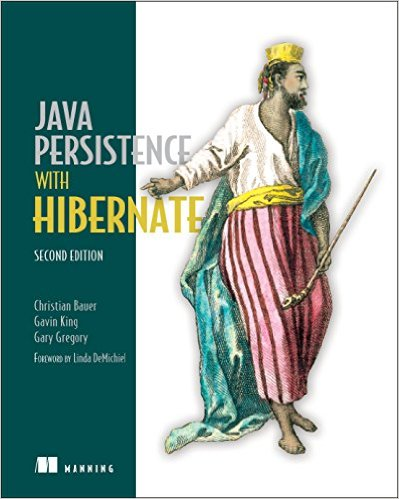 JAVA
PERSISTENCE
WITH
HIBERNATE
SECOND EDITION
Christian Bauer
Gavin King
Gary Gregory
FOREWORD BY Linda DeMichiel
MANNING